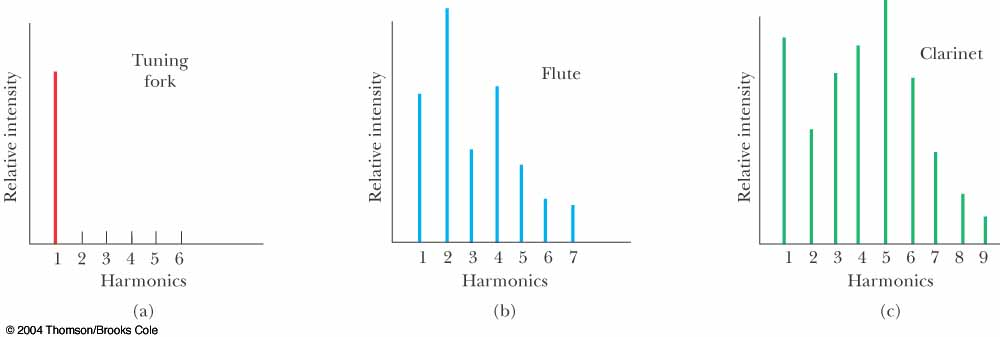 Relative intensity
Tuning
fork
1 2 3 4 5 6
Harmonics
(a)
Relative intensity
Flute
1 2 3 4 5 6 7
Harmonics
(b)
Relative intensity
Clarinet
1 2 3 4 5 6 7 8 9
Harmonics
(c)
© 2004 Thomson/Brooks Cole